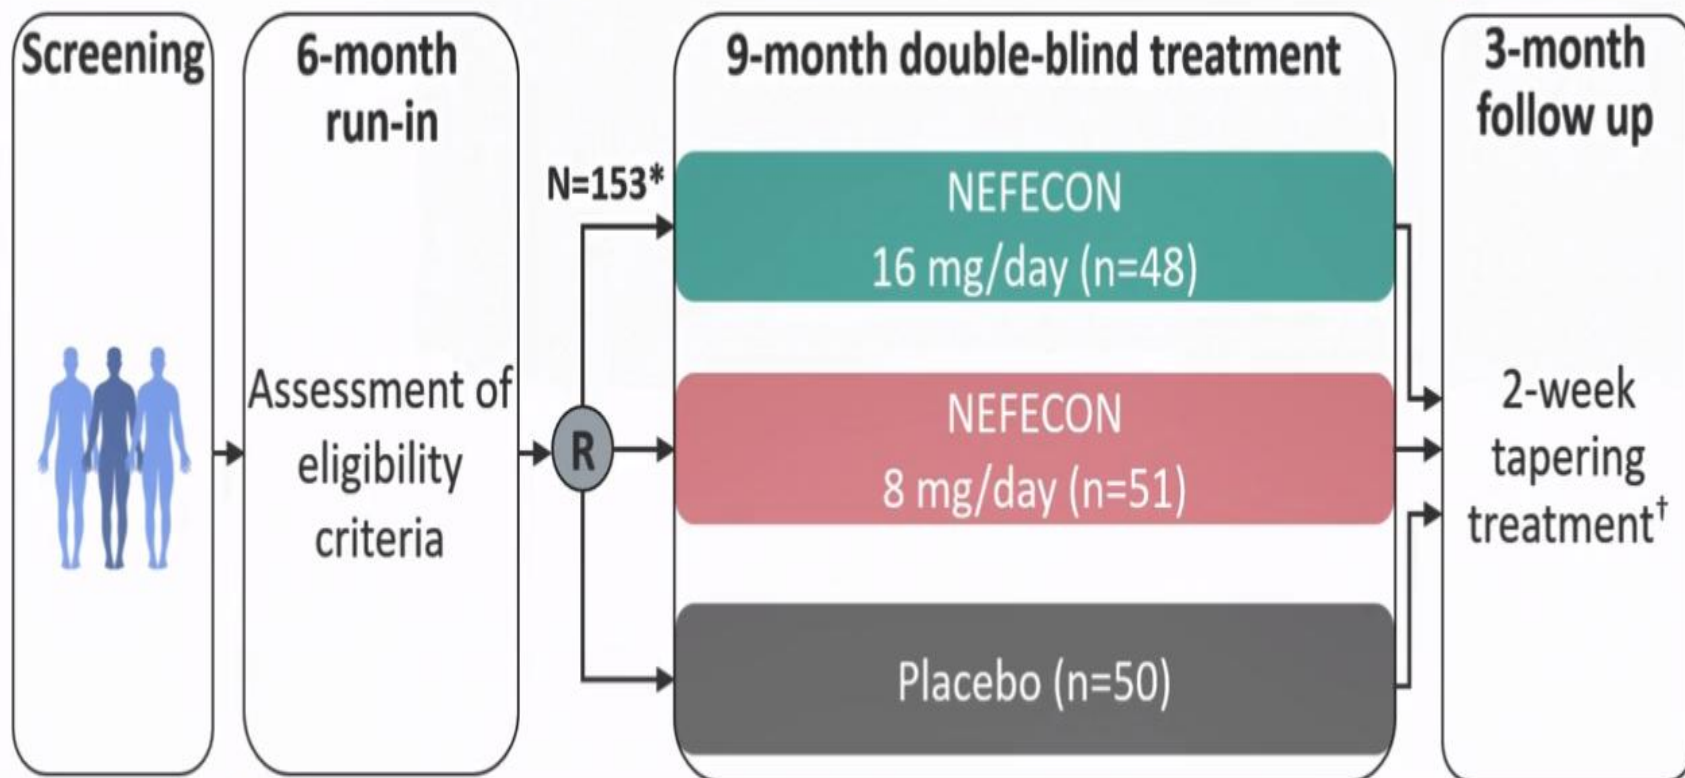 Screening
6-month
run-in
Assessment of
eligibility
criteria
N=153*
R
9-month double-blind treatment
NEFECON
16 mg/day (n=48)
NEFECON
8 mg/day (n=51)
Placebo (n=50)
3-month
follow up
2-week
tapering
treatment†